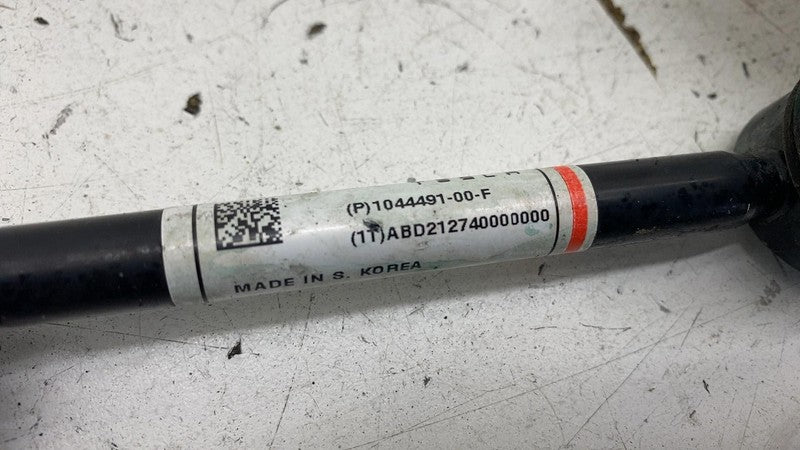 (P)1044491-00-F
(1T)ABD212740000000
MADE IN S. KOREA